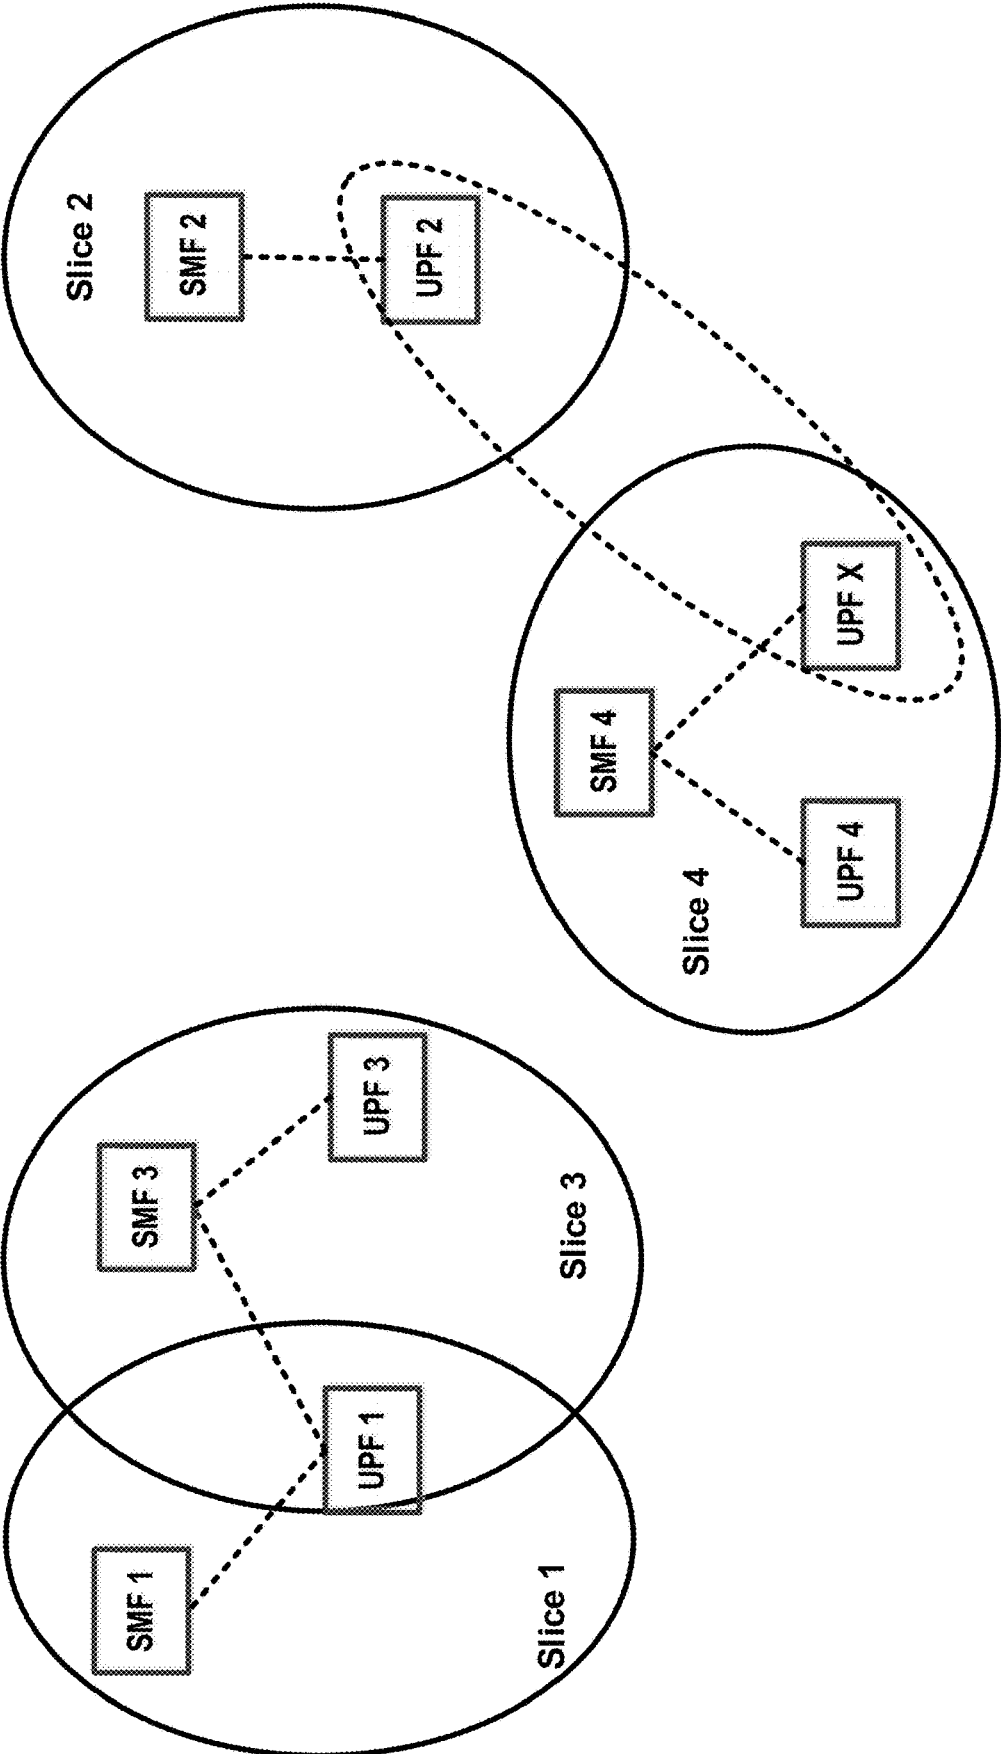 SMF 1
UPF 1
Slice 1
SMF 3
UPF 3
Slice 3
SMF 4
UPF 4
UPF X
Slice 4
Slice 2
SMF 2
UPF 2